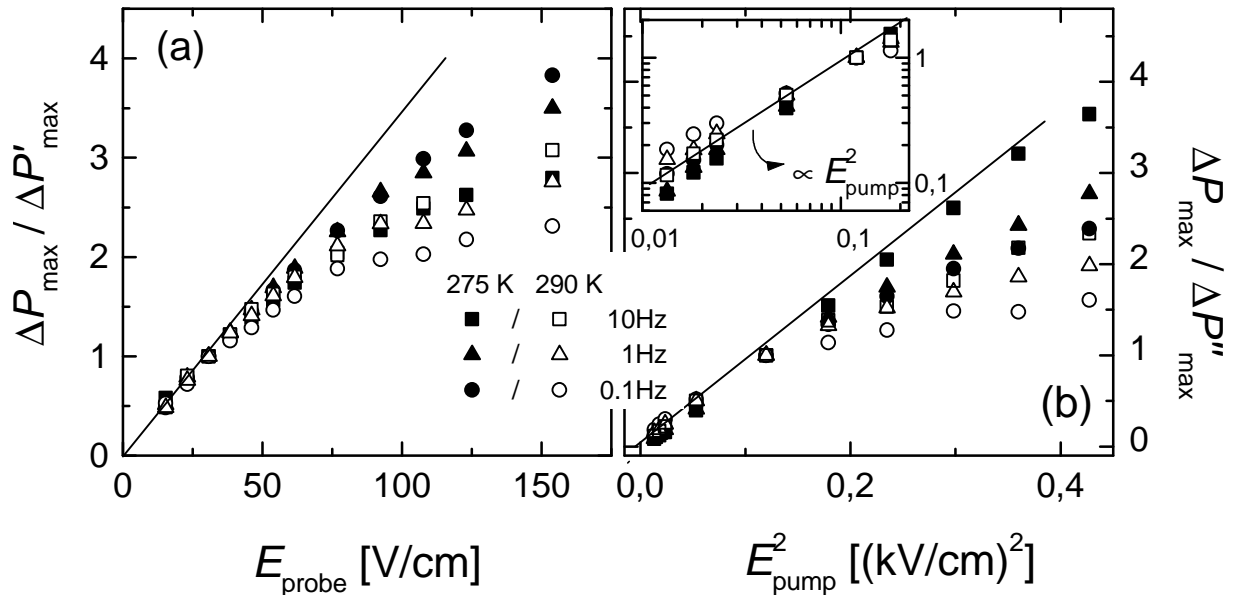 (a)
4
3
2
1
0
ΔP_max / ΔP'_max
0 50 100 150
E_probe [V/cm]
275 K 290 K
/ 10Hz
/ 1Hz
/ 0.1Hz
1
0,1
0,01 0,1
∝ E²_pump
(b)
4
3
2
1
0
ΔP_max / ΔP"_max
0,0 0,2 0,4
E²_pump [(kV/cm)²]